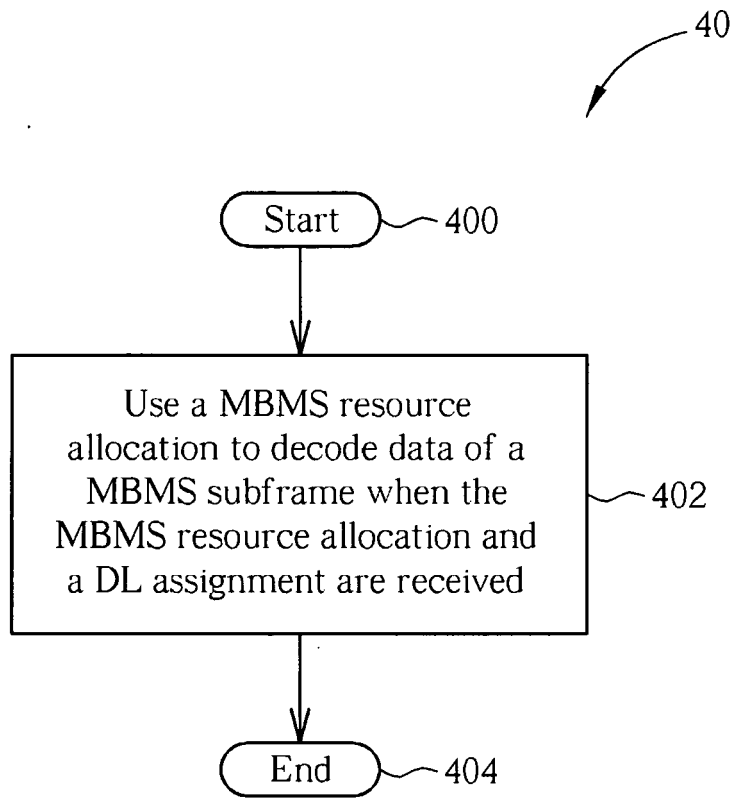 40
Start
400
Use a MBMS resource
allocation to decode data of a
MBMS subframe when the
MBMS resource allocation and
a DL assignment are received
402
End
404